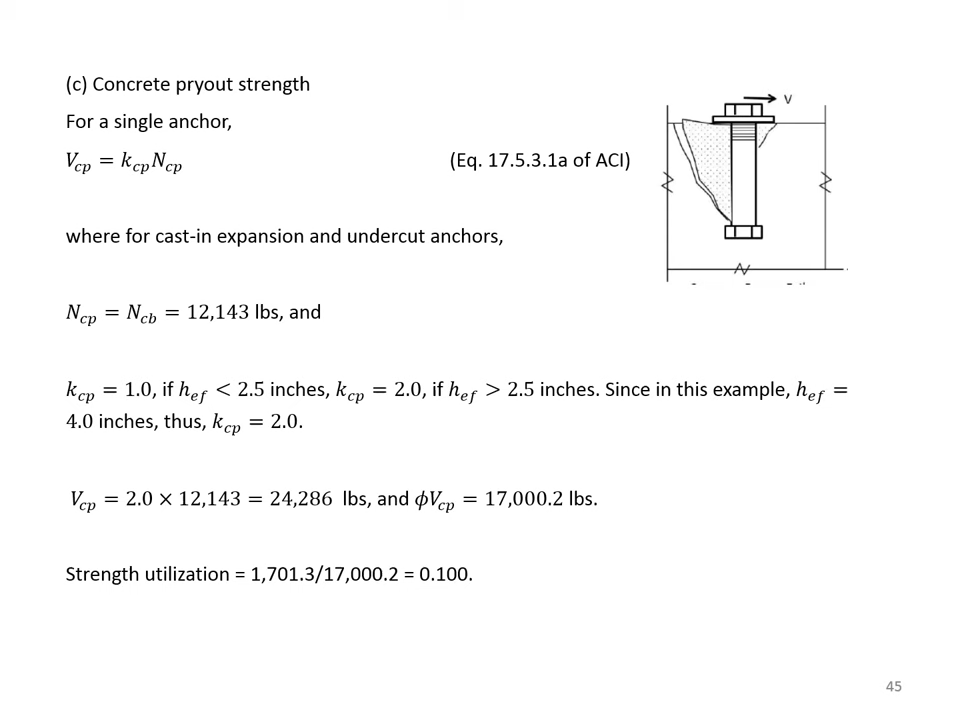 (c) Concrete pryout strength
For a single anchor,
V_cp = k_cp N_cp (Eq. 17.5.3.1a of ACI)
V
where for cast-in expansion and undercut anchors,
N_cp = N_cb = 12,143 lbs, and
k_cp = 1.0, if h_ef < 2.5 inches, k_cp = 2.0, if h_ef > 2.5 inches. Since in this example, h_ef =
4.0 inches, thus, k_cp = 2.0.
V_cp = 2.0 × 12,143 = 24,286 lbs, and ϕV_cp = 17,000.2 lbs.
Strength utilization = 1,701.3/17,000.2 = 0.100.
45